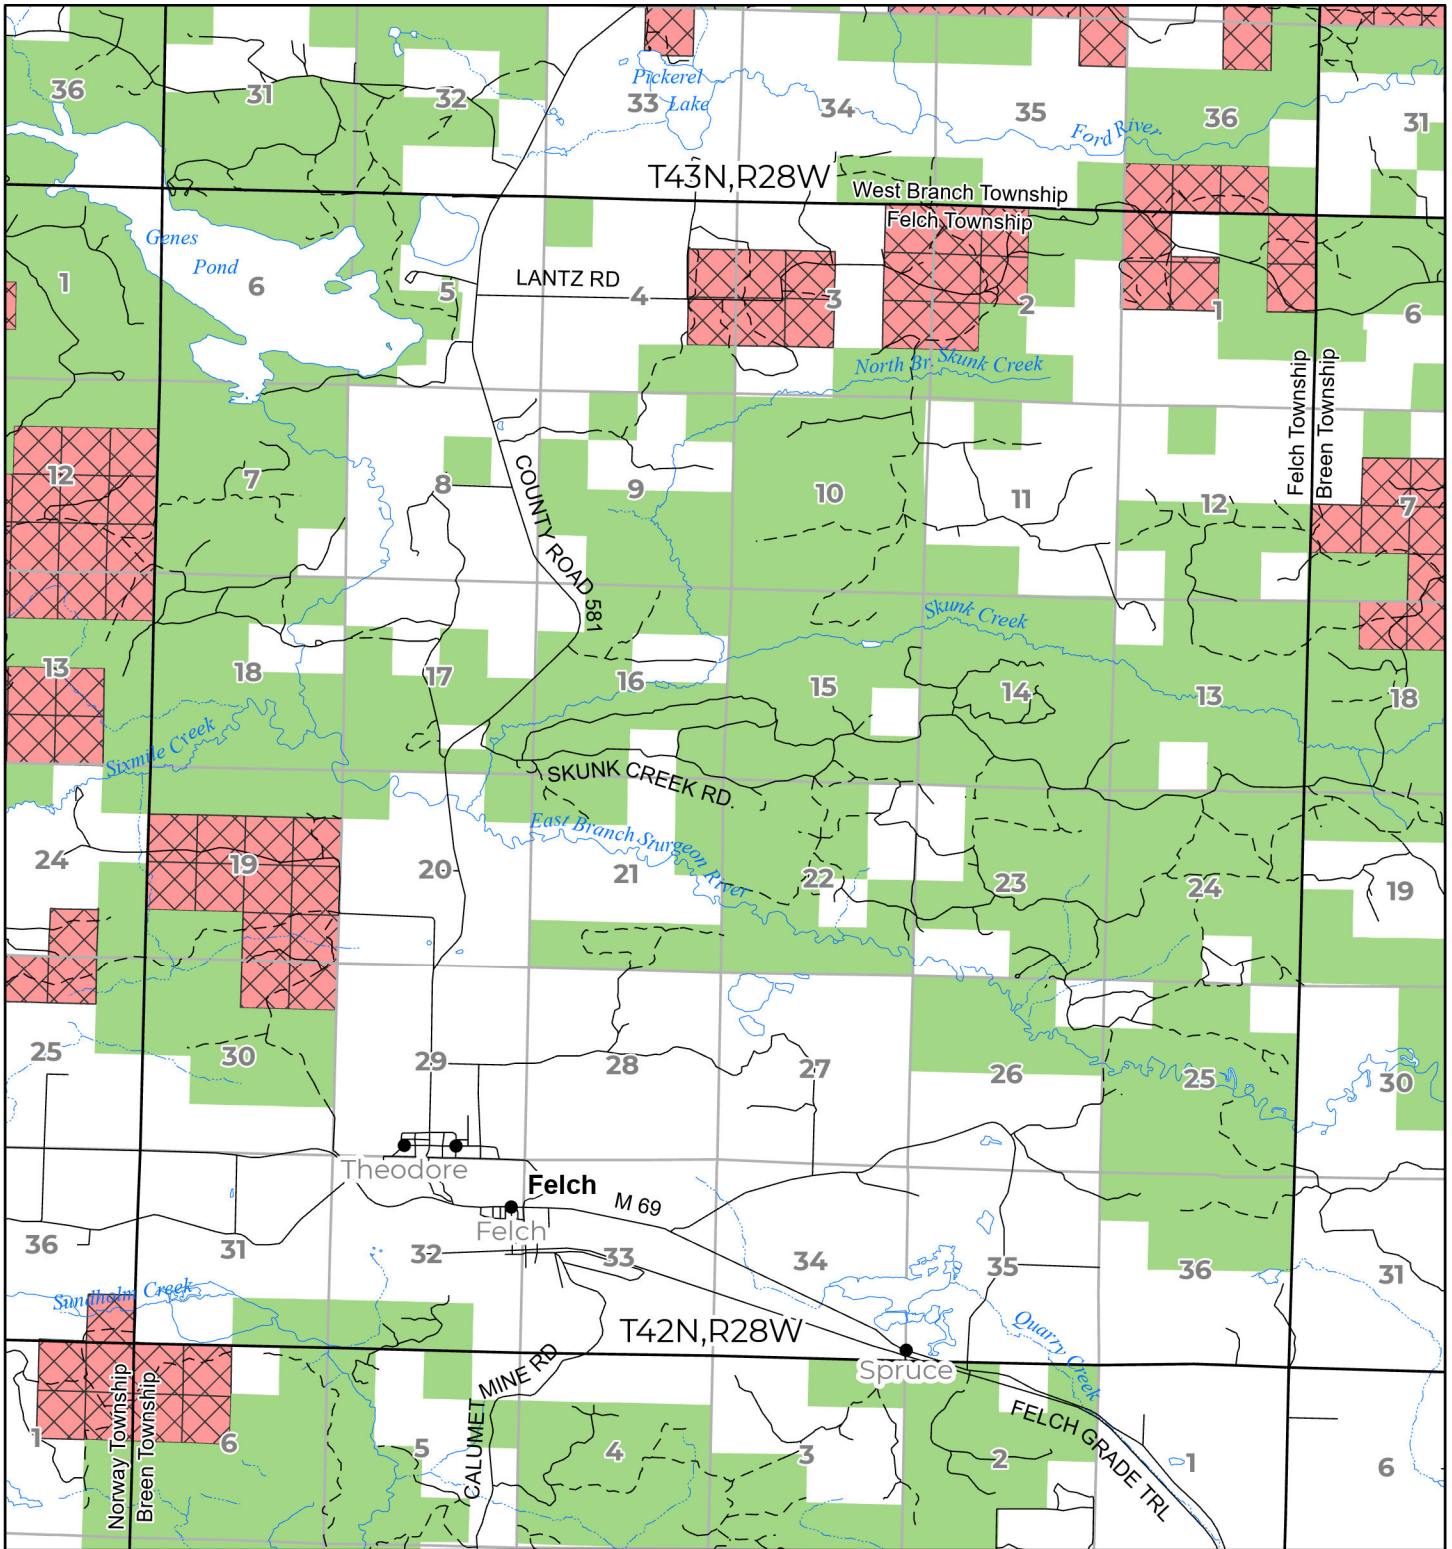 36
31
32
33
Pickerel
Lake
34
35
36
31
Ford River
T43N,R28W
West Branch Township
Felch Township
Genes
Pond
1
6
5
LANTZ RD
4
3
2
1
6
North Br. Skunk Creek
Felch Township
Breen Township
12
7
8
COUNTY ROAD 581
9
10
11
12
7
Skunk Creek
13
18
17
16
15
14
13
18
Sixmile Creek
SKUNK CREEK RD.
East Branch Sturgeon River
24
19
20
21
22
23
24
19
25
30
29
28
27
26
25
30
Theodore
Felch
M 69
Felch
36
31
32
33
34
35
36
31
Sundholm Creek
Quarry Creek
T42N,R28W
Spruce
Norway Township
Breen Township
CALUMET MINE RD
FELCH GRADE TRL
1
6
5
4
3
2
1
6